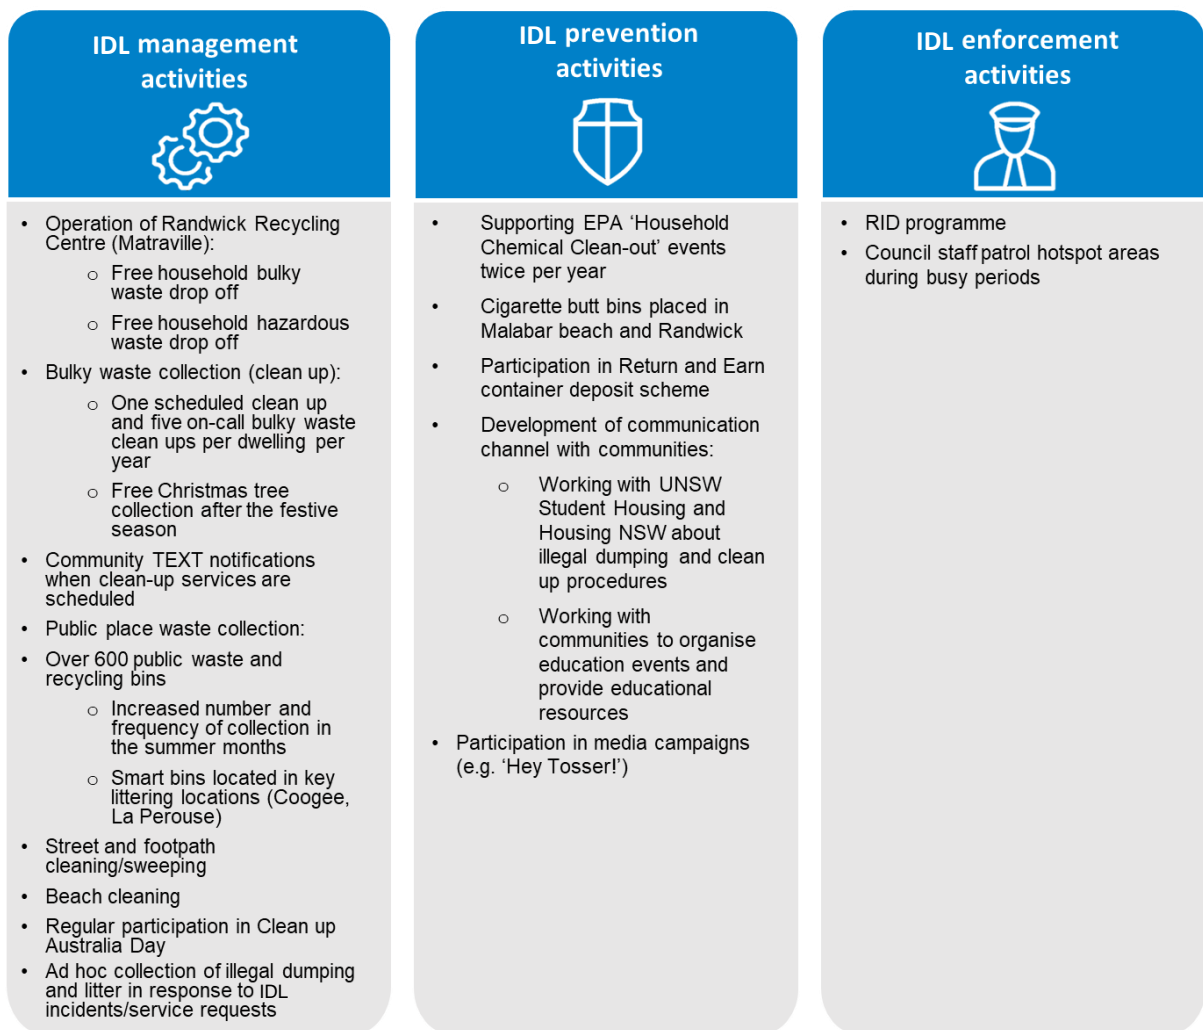 IDL management
activities
• Operation of Randwick Recycling
Centre (Matraville):
o Free household bulky
waste drop off
o Free household hazardous
waste drop off
• Bulky waste collection (clean up):
o One scheduled clean up
and five on-call bulky waste
clean ups per dwelling per
year
o Free Christmas tree
collection after the festive
season
• Community TEXT notifications
when clean-up services are
scheduled
• Public place waste collection:
• Over 600 public waste and
recycling bins
o Increased number and
frequency of collection in
the summer months
o Smart bins located in key
littering locations (Coogee,
La Perouse)
• Street and footpath
cleaning/sweeping
• Beach cleaning
• Regular participation in Clean up
Australia Day
• Ad hoc collection of illegal dumping
and litter in response to IDL
incidents/service requests
IDL prevention
activities
• Supporting EPA ‘Household
Chemical Clean-out’ events
twice per year
• Cigarette butt bins placed in
Malabar beach and Randwick
• Participation in Return and Earn
container deposit scheme
• Development of communication
channel with communities:
o Working with UNSW
Student Housing and
Housing NSW about
illegal dumping and clean
up procedures
o Working with
communities to organise
education events and
provide educational
resources
• Participation in media campaigns
(e.g. ‘Hey Tosser!’)
IDL enforcement
activities
• RID programme
• Council staff patrol hotspot areas
during busy periods